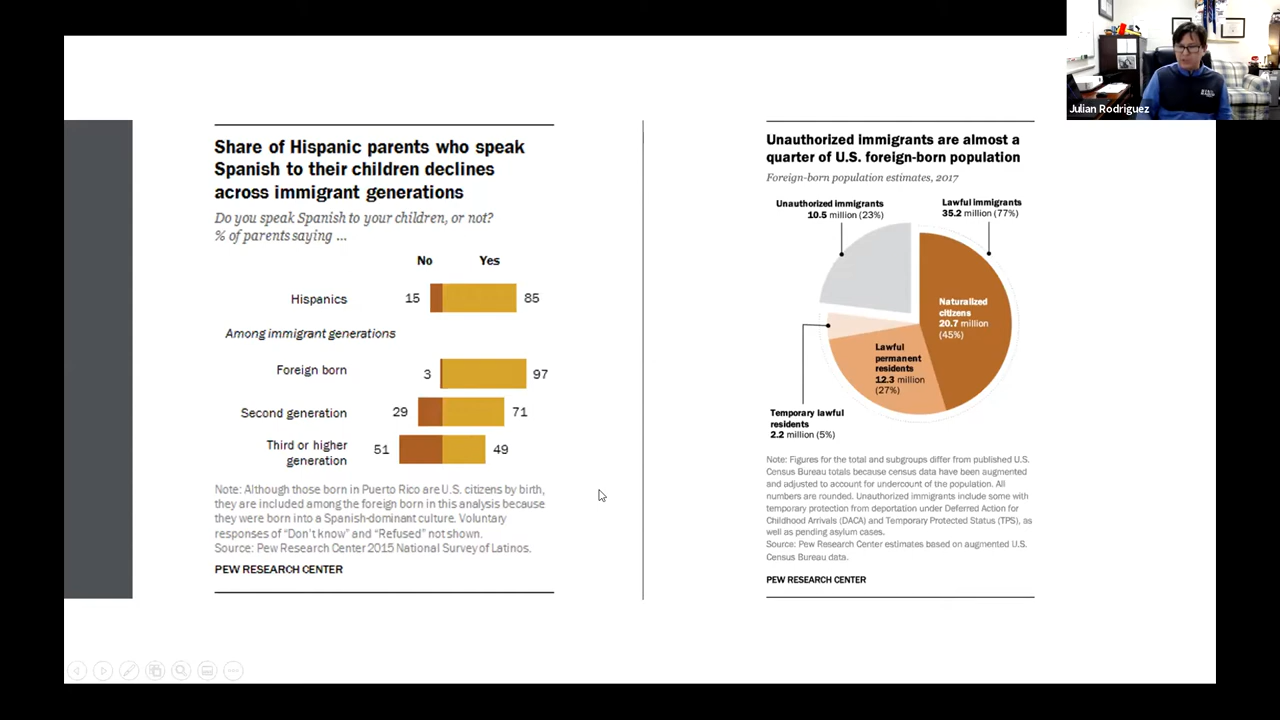 Julian Rodriguez
Share of Hispanic parents who speak
Spanish to their children declines
across immigrant generations
Do you speak Spanish to your children, or not?
% of parents saying ...
No Yes
Hispanics 15 85
Among immigrant generations
Foreign born 3 97
Second generation 29 71
Third or higher
generation 51 49
Note: Although those born in Puerto Rico are U.S. citizens by birth,
they are included among the foreign born in this analysis because
they were born into a Spanish-dominant culture. Voluntary
responses of “Don’t know” and “Refused” not shown.
Source: Pew Research Center 2015 National Survey of Latinos.
PEW RESEARCH CENTER
Unauthorized immigrants are almost a
quarter of U.S. foreign-born population
Foreign-born population estimates, 2017
Unauthorized immigrants
10.5 million (23%)
Lawful immigrants
35.2 million (77%)
Naturalized
citizens
20.7 million
(45%)
Lawful
permanent
residents
12.3 million
(27%)
Temporary lawful
residents
2.2 million (5%)
Note: Figures for the total and subgroups differ from published U.S.
Census Bureau totals because census data have been augmented
and adjusted to account for undercount of the population. All
numbers are rounded. Unauthorized immigrants include some with
temporary protection from deportation under Deferred Action for
Childhood Arrivals (DACA) and Temporary Protected Status (TPS), as
well as pending asylum cases.
Source: Pew Research Center estimates based on augmented U.S.
Census Bureau data.
PEW RESEARCH CENTER